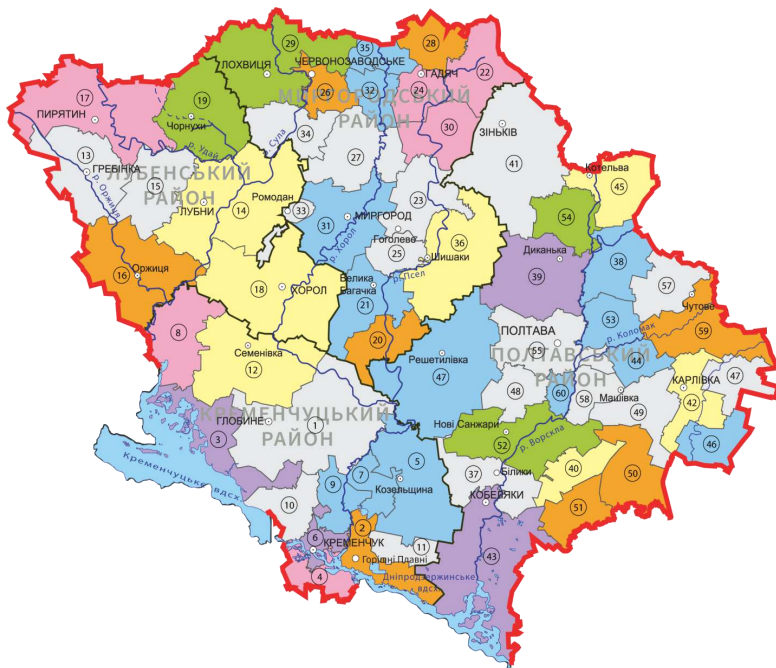 28
29
35
ЛОХВИЦЯ
ЧЕРВОНОЗАВОДСЬКЕ
24
ГАДЯЧ
22
32
26
17
19
МИРГОРОДСЬКИЙ
РАЙОН
ПИРЯТИН
Чорнухи
30
ЗІНЬКІВ
р. Удай
р. Сула
34
27
41
13
ГРЕБІНКА
15
ЛУБЕНСЬКИЙ
РАЙОН
р. Оржиця
Котельва
45
Ромодан
33
23
54
ЛУБНИ
14
31
МИРГОРОД
Гоголеве
36
25
р. Хорол
Шишаки
Диканька
38
39
16
Оржиця
р. Псел
Велика
Багачка
18
ХОРОЛ
21
57
Чутове
53
8
Семенівка
12
20
ПОЛТАВА
р. Коломак
59
Решетилівка
55
ПОЛТАВСЬКИЙ
РАЙОН
44
47
КАРЛІВКА
47
48
60
58
Машівка
42
49
КРЕМЕНЧУЦЬКИЙ
РАЙОН
ГЛОБИНЕ
1
3
Нові Санжари
52
р. Ворскла
46
Кременчуцьке вдсх.
5
7
9
Козельщина
37
Білики
40
50
10
КОБЕЛЯКИ
51
2
6
КРЕМЕНЧУК
11
Горішні Плавні
43
4
Дніпродзержинське
вдсх.